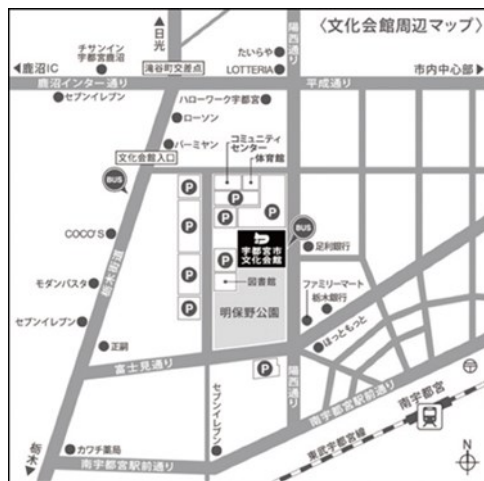 〈文化会館周辺マップ〉
▲日光
陽西通り
チサンイン
宇都宮鹿沼
滝谷町交差点
たいらや
LOTTERIA
◀鹿沼IC
市内中心部▶
鹿沼インター通り
平成通り
セブンイレブン
ハローワーク宇都宮
ローソン
バーミヤン
コミュニティ
センター
体育館
文化会館入口
BUS
P
P
P
P
BUS
COCO'S
P
P
宇都宮市
文化会館
足利銀行
栃木街道
モダンパスタ
図書館
ファミリーマート
栃木銀行
P
明保野公園
セブンイレブン
ほっともっと
正嗣
富士見通り
P
陽西通り
セブンイレブン
南宇都宮駅前通り
南宇都宮
▼栃木
カワチ薬局
東武宇都宮線
南宇都宮駅前通り
N